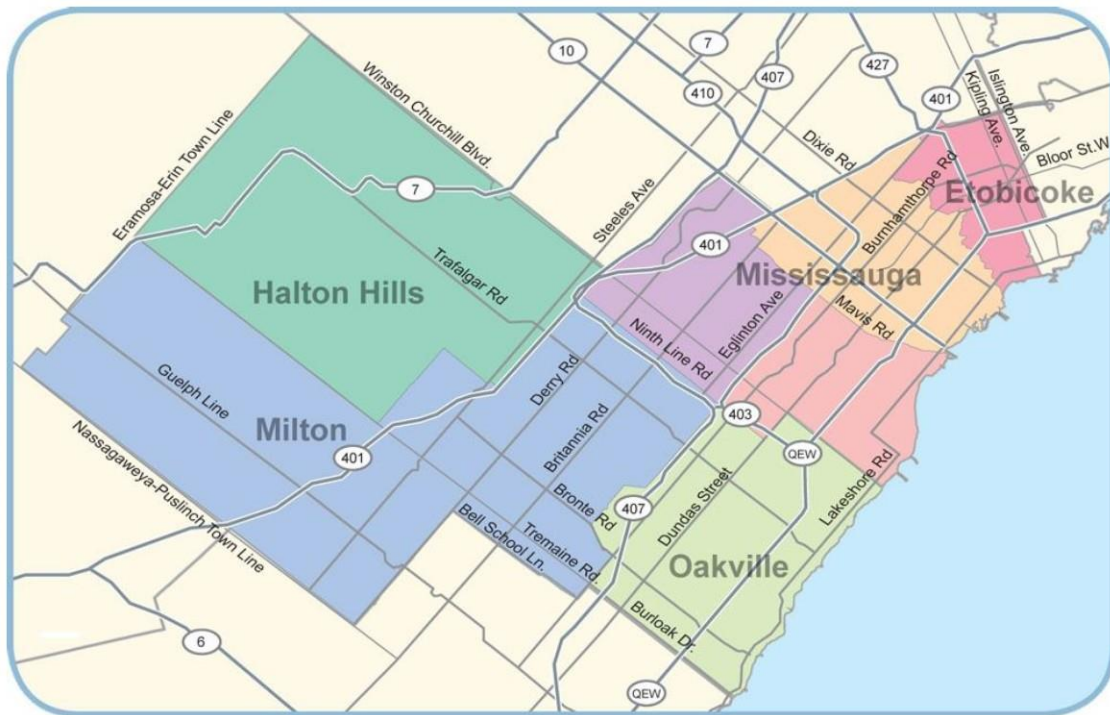 10
7
407
427
Islington Ave.
Kipling Ave.
410
401
Winston Churchill Blvd.
Dixie Rd
Bloor St.W
Burnhamthorpe Rd
Etobicoke
Eramosa-Erin Town Line
7
Steeles Ave
401
Trafalgar Rd
Halton Hills
Mississauga
Mavis Rd
Eglinton Ave
Ninth Line Rd
Guelph Line
Derry Rd
Milton
401
Britannia Rd
403
QEW
Nassagaweya-Puslinch Town Line
Bronte Rd
407
Dundas Street
Lakeshore Rd
Bell School Ln.
Tremaine Rd.
Oakville
Burloak Dr.
6
QEW